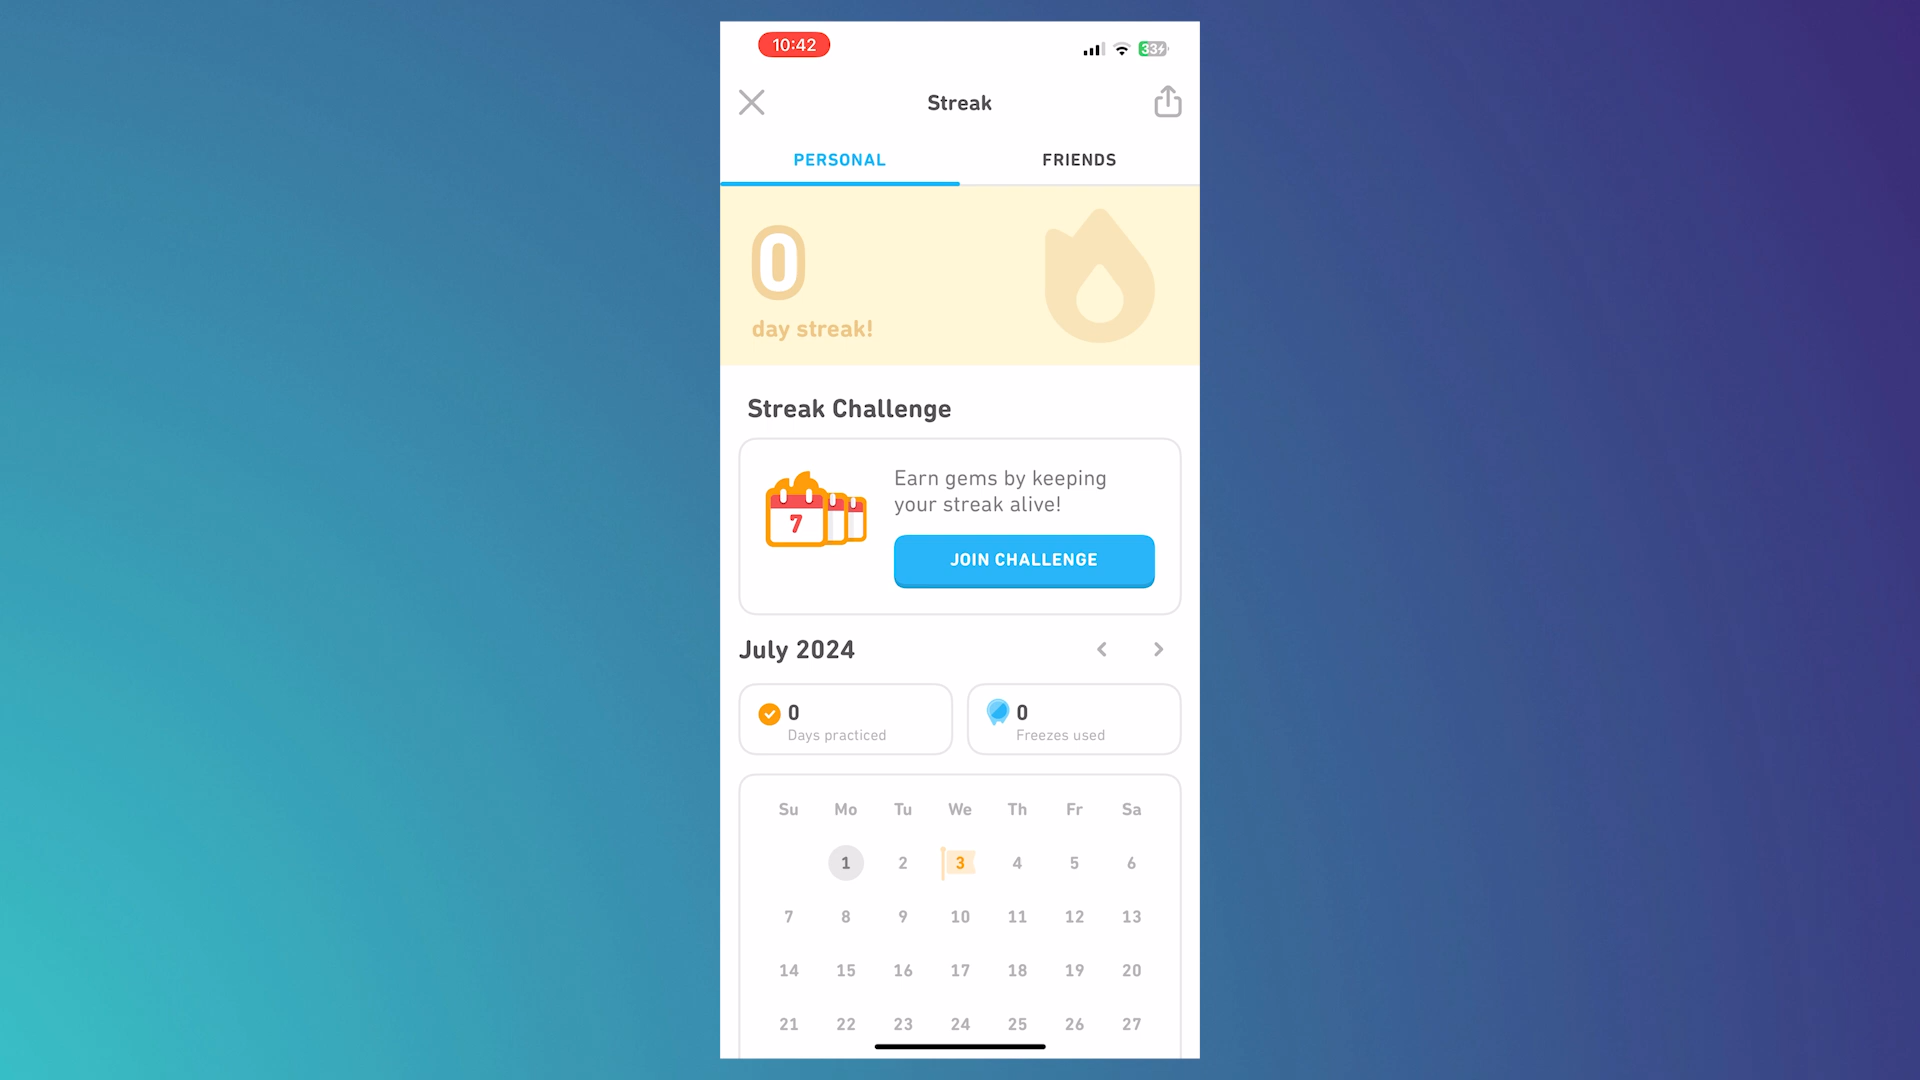 10:42
33
Streak
PERSONAL FRIENDS
0
day streak!
Streak Challenge
7
Earn gems by keeping
your streak alive!
JOIN CHALLENGE
July 2024
0
Days practiced
0
Freezes used
Su Mo Tu We Th Fr Sa
1 2 3 4 5 6
7 8 9 10 11 12 13
14 15 16 17 18 19 20
21 22 23 24 25 26 27